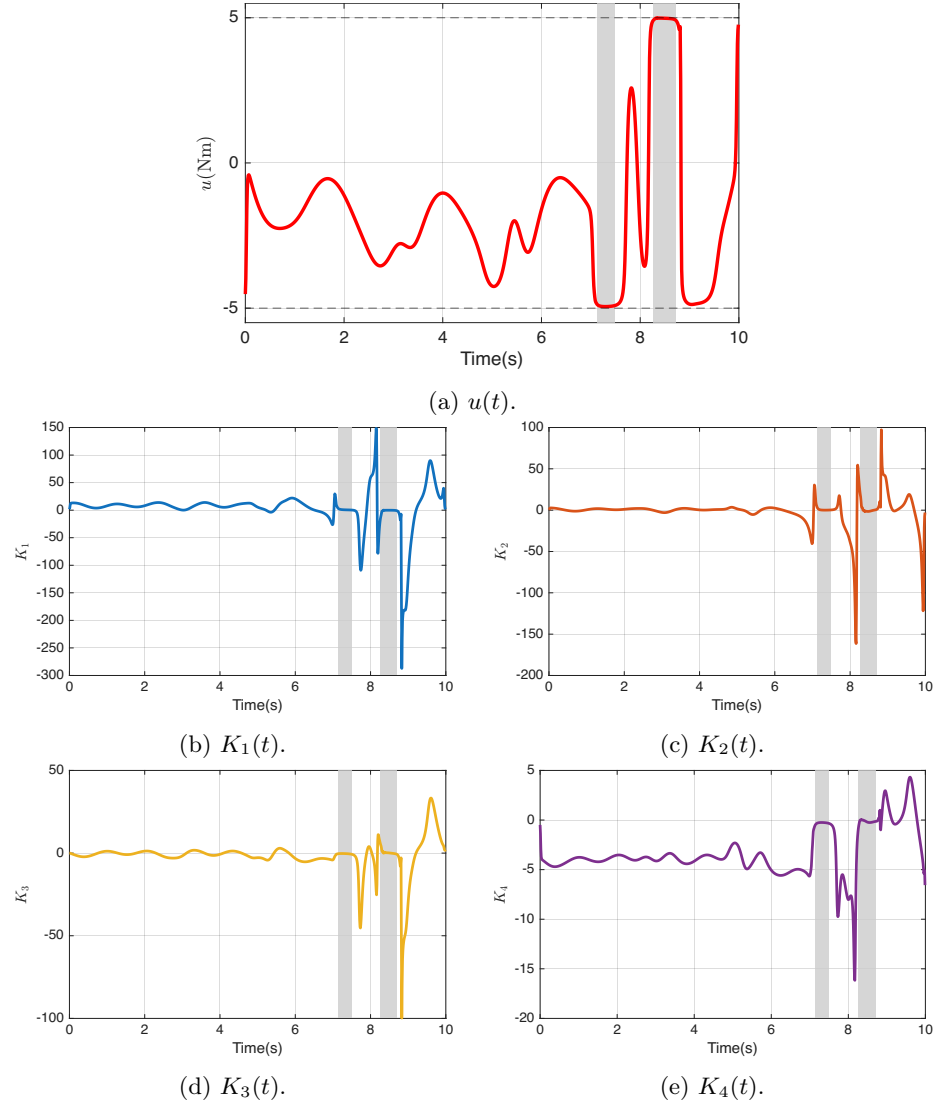 5
0
-5
u(Nm)
0 2 4 6 8 10
Time(s)
(a) u(t).
150
100
50
0
-50
-100
-150
-200
-250
-300
K₁
0 2 4 6 8 10
Time(s)
(b) K₁(t).
100
50
0
-50
-100
-150
-200
K₂
0 2 4 6 8 10
Time(s)
(c) K₂(t).
50
0
-50
-100
K₃
0 2 4 6 8 10
Time(s)
(d) K₃(t).
5
0
-5
-10
-15
-20
K₄
0 2 4 6 8 10
Time(s)
(e) K₄(t).